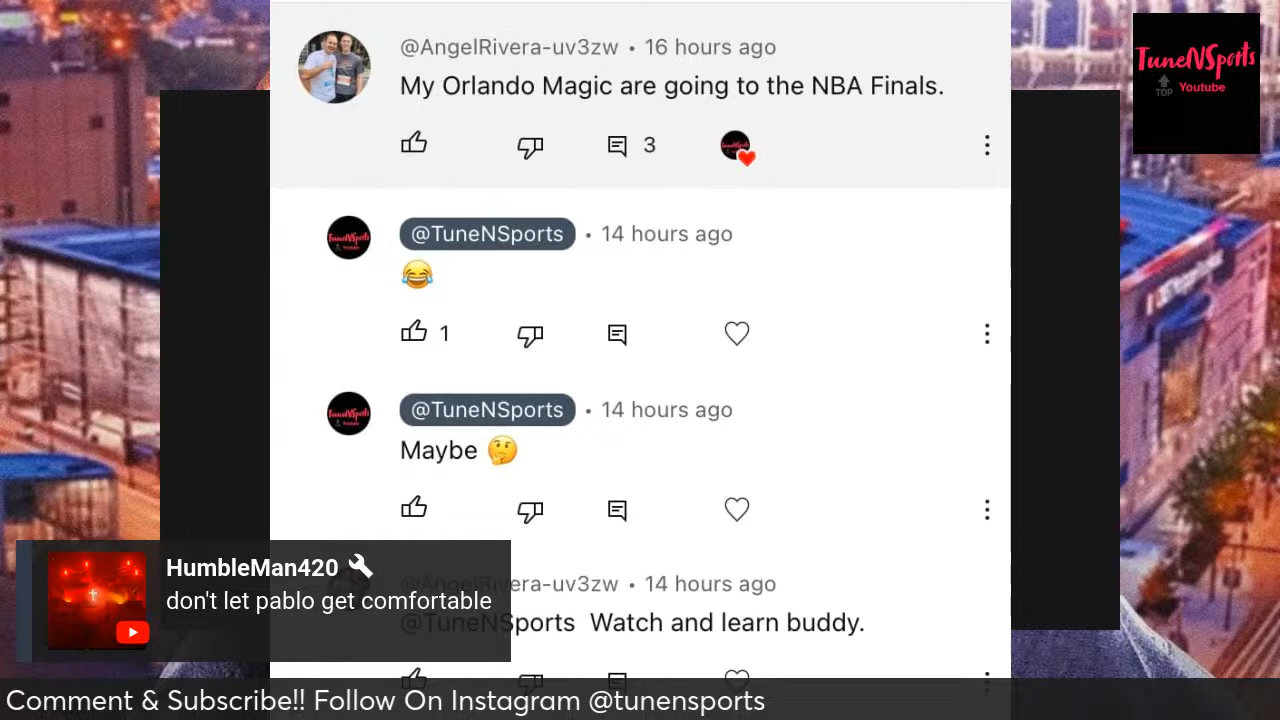 @AngelRivera-uv3zw • 16 hours ago
My Orlando Magic are going to the NBA Finals.
3
TuneNSports
TOP Youtube
@TuneNSports • 14 hours ago
😂
1
@TuneNSports • 14 hours ago
Maybe 🤔
@AngelRivera-uv3zw • 14 hours ago
@TuneNSports Watch and learn buddy.
HumbleMan420
don't let pablo get comfortable
Comment & Subscribe!! Follow On Instagram @tunensports